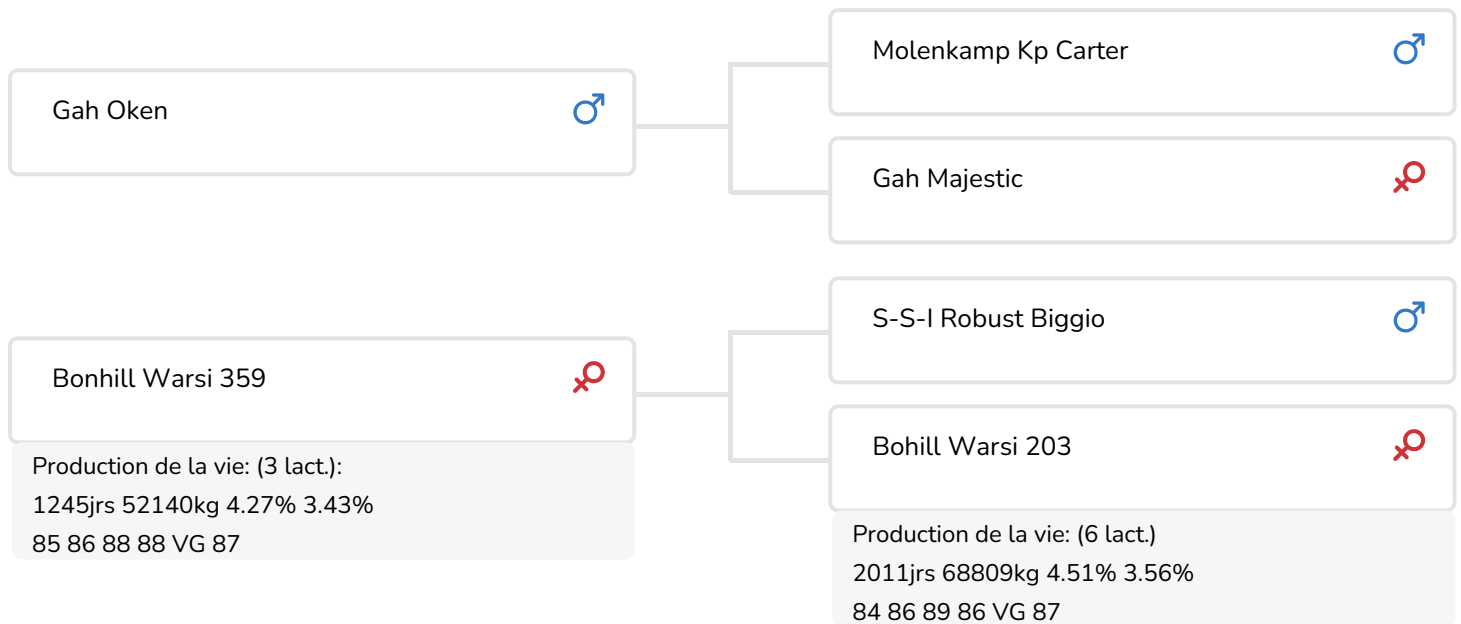 Gah Oken
Molenkamp Kp Carter
Gah Majestic
Bonhill Warsi 359
Production de la vie: (3 lact.):
1245jrs 52140kg 4.27% 3.43%
85 86 88 88 VG 87
S-S-I Robust Biggio
Bohill Warsi 203
Production de la vie: (6 lact.)
2011jrs 68809kg 4.51% 3.56%
84 86 89 86 VG 87